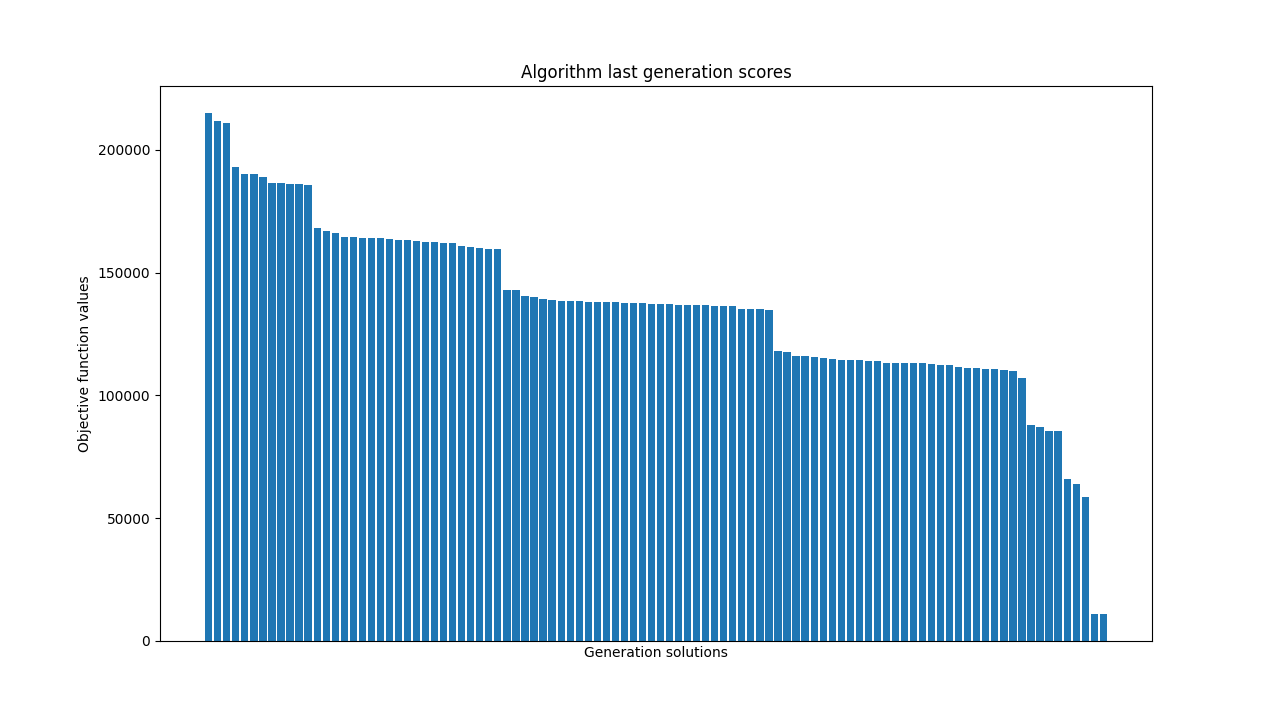 Algorithm last generation scores
200000
150000
100000
50000
0
Objective function values
Generation solutions